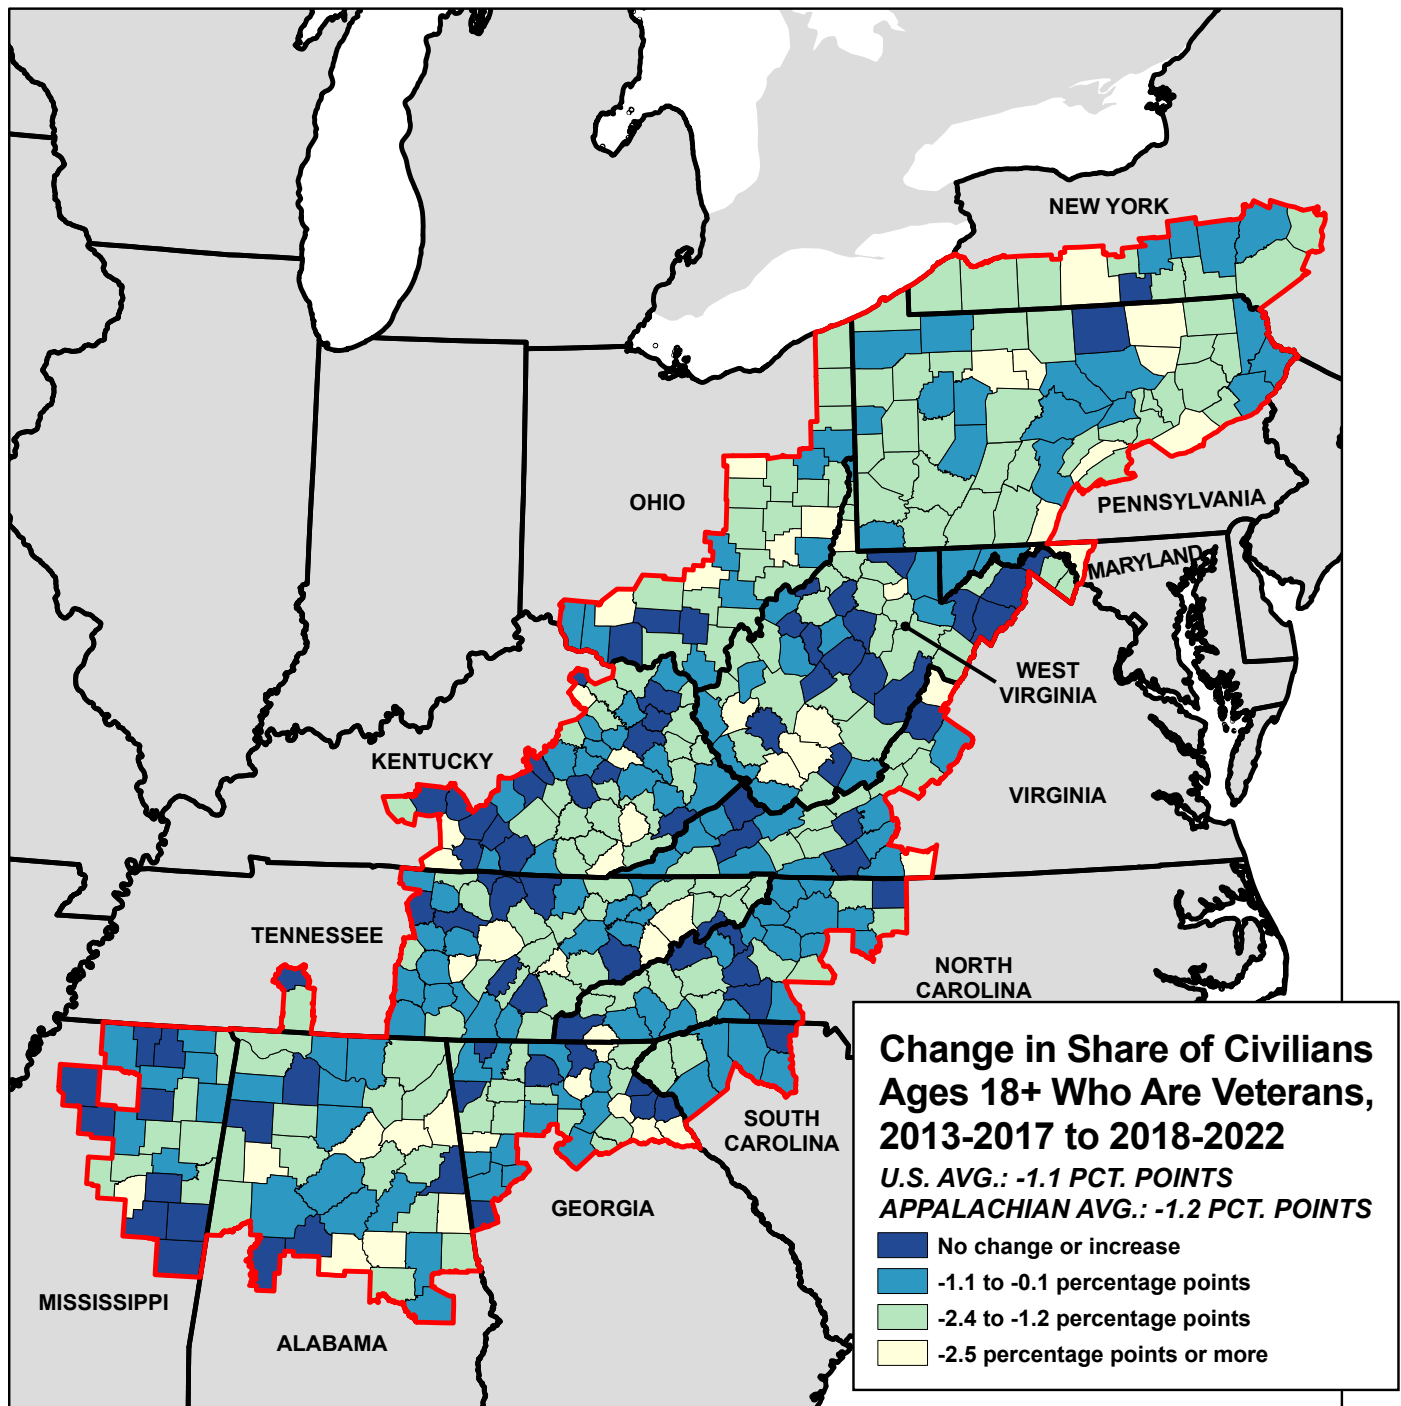 NEW YORK
OHIO
PENNSYLVANIA
MARYLAND
WEST
VIRGINIA
KENTUCKY
VIRGINIA
TENNESSEE
NORTH
CAROLINA
SOUTH
CAROLINA
GEORGIA
MISSISSIPPI
ALABAMA
Change in Share of Civilians
Ages 18+ Who Are Veterans,
2013-2017 to 2018-2022
U.S. AVG.: -1.1 PCT. POINTS
APPALACHIAN AVG.: -1.2 PCT. POINTS
No change or increase
-1.1 to -0.1 percentage points
-2.4 to -1.2 percentage points
-2.5 percentage points or more